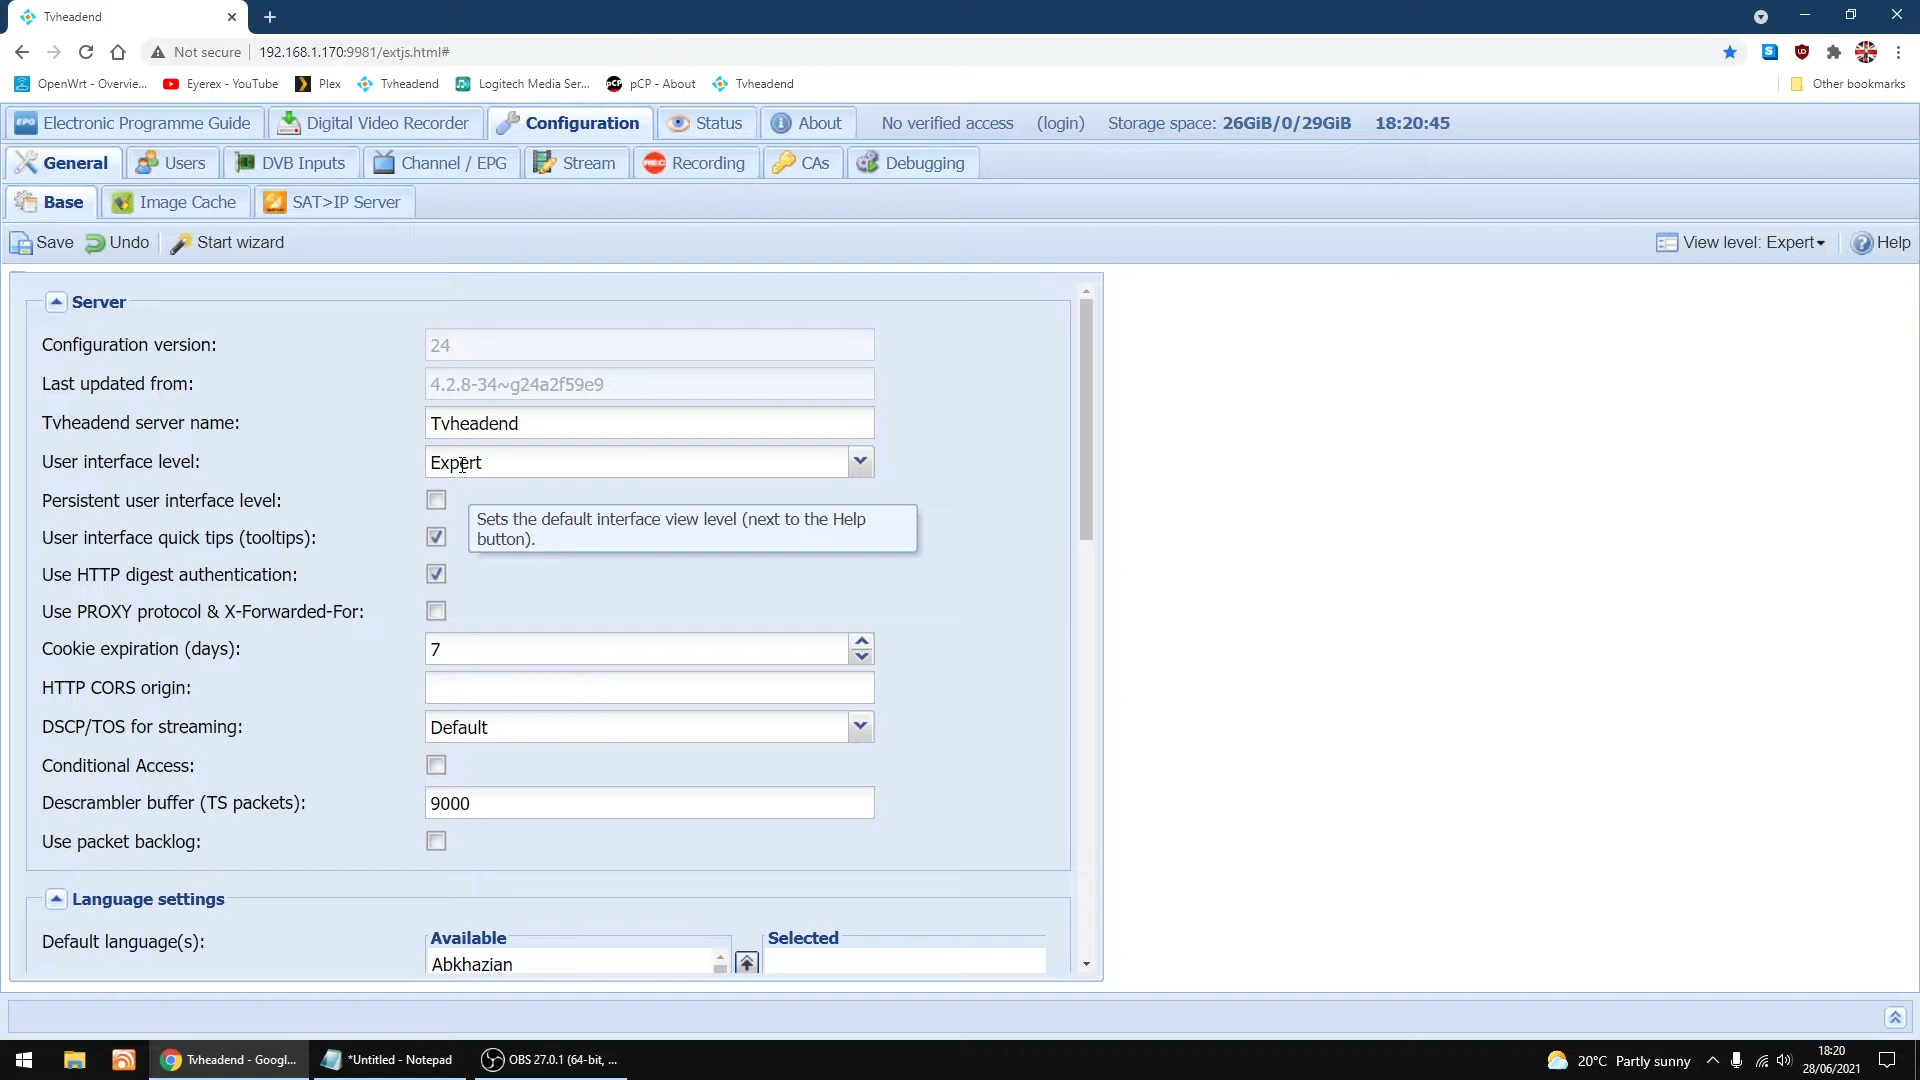 Tvheadend
Not secure
192.168.1.170:9981/extjs.html#
OpenWrt - Overvie...
Eyerex - YouTube
Plex
Tvheadend
Logitech Media Ser...
pCP - About
Tvheadend
Other bookmarks
Electronic Programme Guide
Digital Video Recorder
Configuration
Status
About
No verified access
(login)
Storage space: 26GiB/0/29GiB
18:20:45
General
Users
DVB Inputs
Channel / EPG
Stream
Recording
CAs
Debugging
Base
Image Cache
SAT>IP Server
Save
Undo
Start wizard
View level: Expert
Help
Server
Configuration version:
24
Last updated from:
4.2.8-34~g24a2f59e9
Tvheadend server name:
Tvheadend
User interface level:
Expert
Persistent user interface level:
Sets the default interface view level (next to the Help
button).
User interface quick tips (tooltips):
Use HTTP digest authentication:
Use PROXY protocol & X-Forwarded-For:
Cookie expiration (days):
7
HTTP CORS origin:
DSCP/TOS for streaming:
Default
Conditional Access:
Descrambler buffer (TS packets):
9000
Use packet backlog:
Language settings
Default language(s):
Available
Selected
Abkhazian
Tvheadend - Googl...
*Untitled - Notepad
OBS 27.0.1 (64-bit, ...
20°C Partly sunny
18:20
28/06/2021